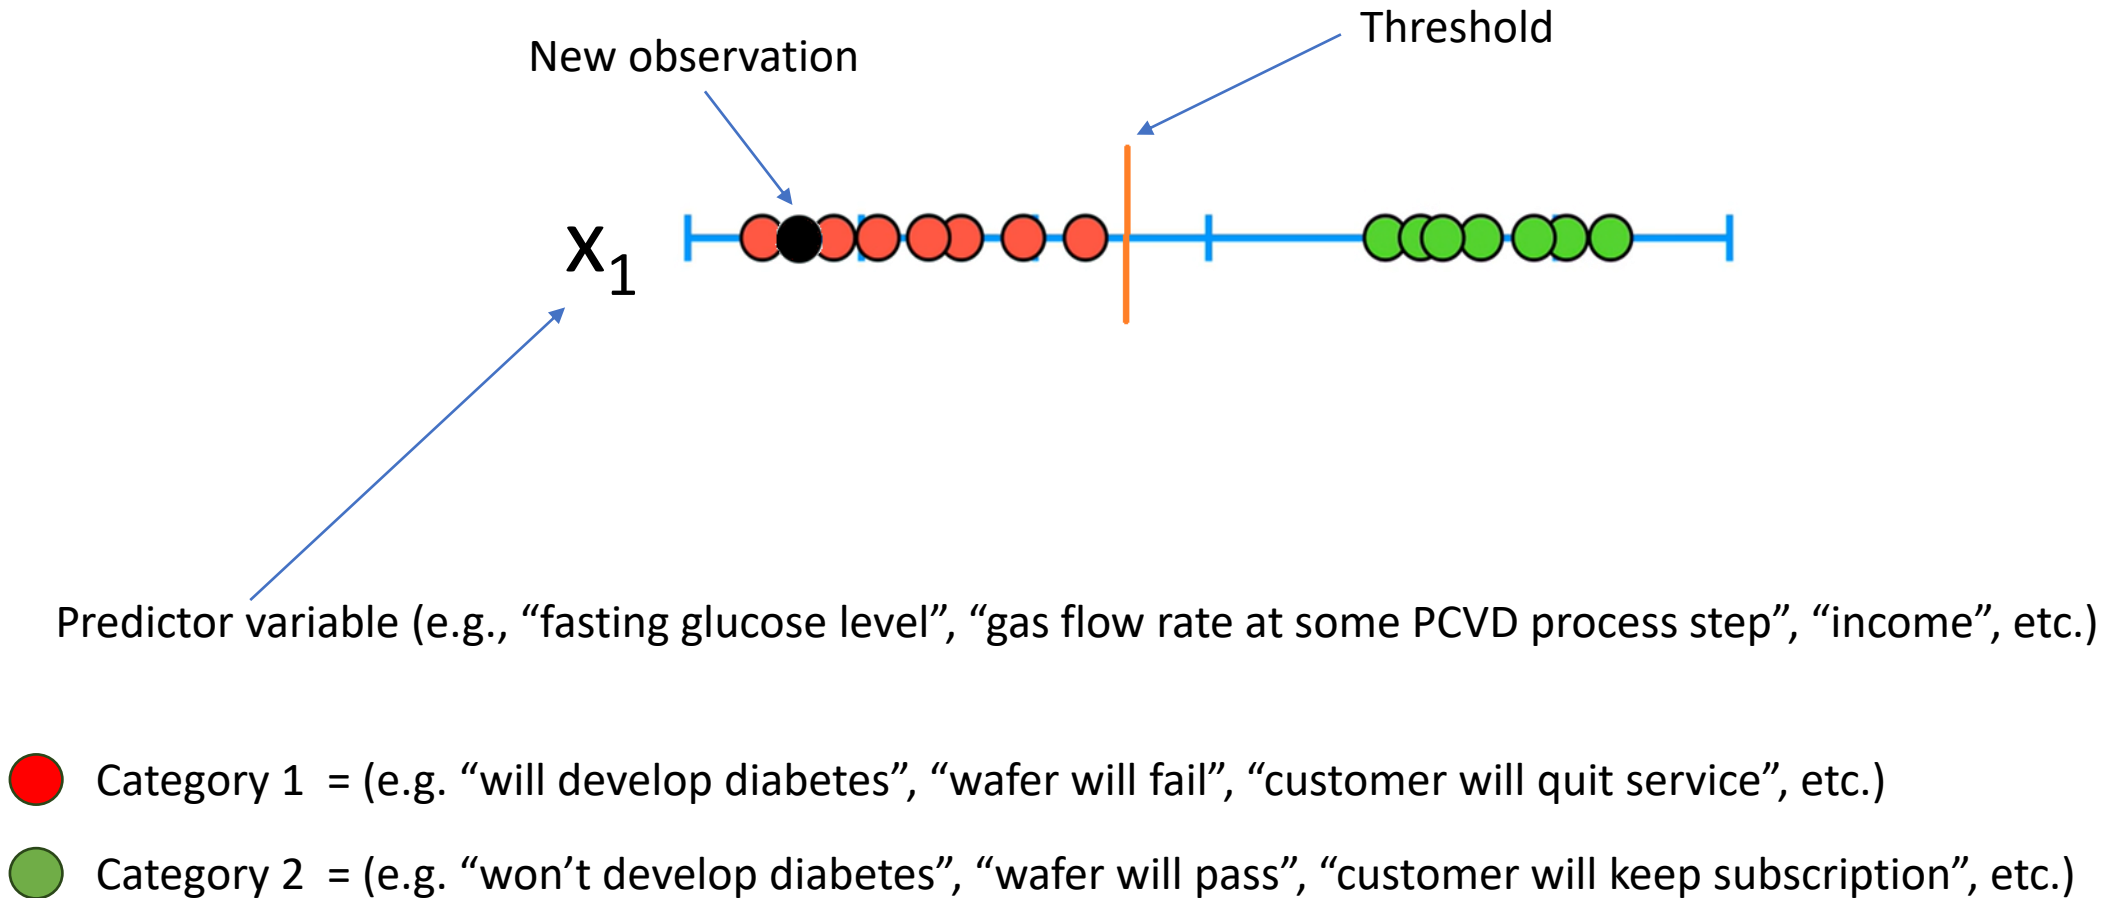 Threshold
New observation
x₁
Predictor variable (e.g., “fasting glucose level”, “gas flow rate at some PCVD process step”, “income”, etc.)
Category 1 = (e.g. “will develop diabetes”, “wafer will fail”, “customer will quit service”, etc.)
Category 2 = (e.g. “won’t develop diabetes”, “wafer will pass”, “customer will keep subscription”, etc.)